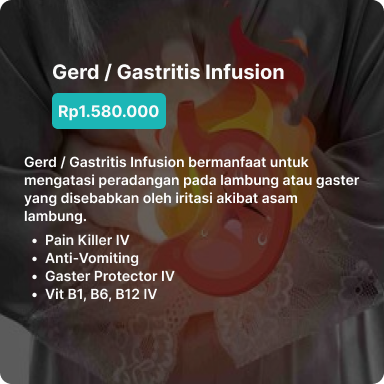 Gerd / Gastritis Infusion
Rp1.580.000
Gerd / Gastritis Infusion bermanfaat untuk
mengatasi peradangan pada lambung atau gaster
yang disebabkan oleh iritasi akibat asam
lambung.
• Pain Killer IV
• Anti-Vomiting
• Gaster Protector IV
• Vit B1, B6, B12 IV